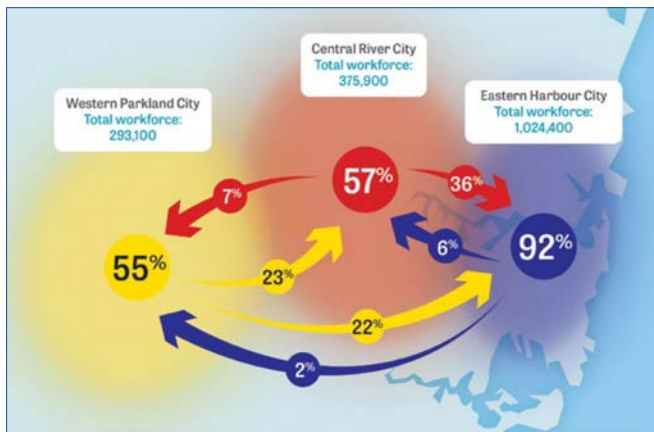 Central River City
Total workforce:
375,900
Western Parkland City
Total workforce:
293,100
Eastern Harbour City
Total workforce:
1,024,400
57%
36%
7%
6%
92%
55%
23%
22%
2%